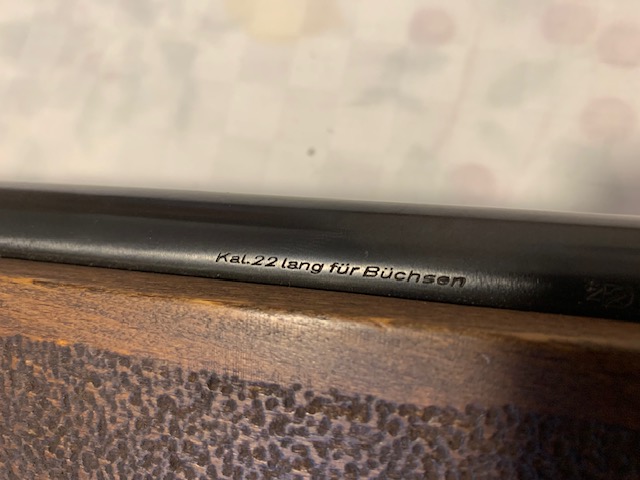 Kal.22 lang für Büchsen